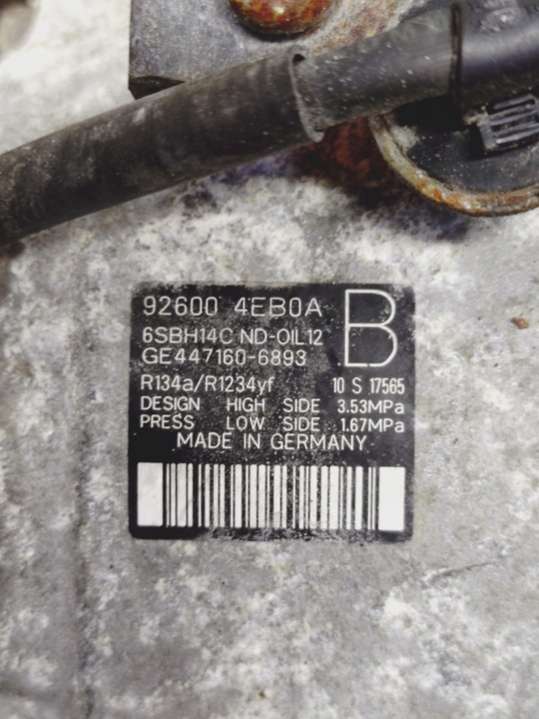 92600 4EB0A B
6SBH14C ND-OIL12
GE447160-6893
R134a/R1234yf 10 S 17565
DESIGN HIGH SIDE 3.53MPa
PRESS LOW SIDE 1.67MPa
MADE IN GERMANY